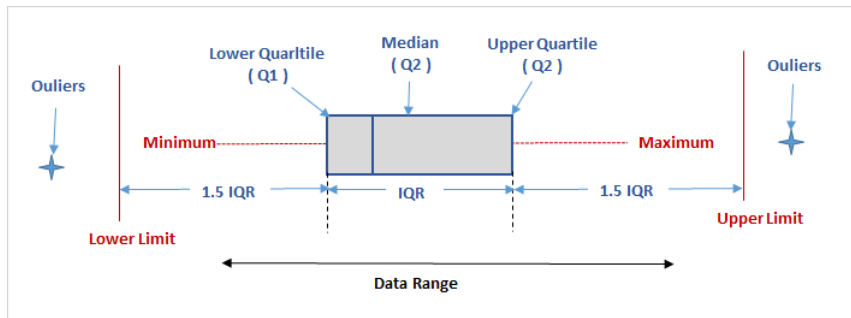 Lower Quarltile
( Q1 )
Median
( Q2 )
Upper Quartile
( Q2 )
Ouliers
Ouliers
Minimum
Maximum
1.5 IQR
IQR
1.5 IQR
Lower Limit
Upper Limit
Data Range